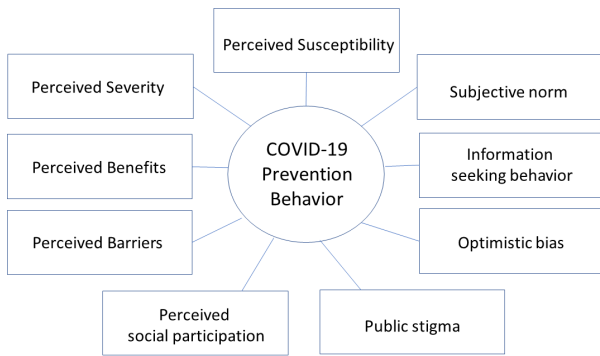 Perceived Susceptibility
Perceived Severity
Subjective norm
COVID-19
Prevention
Behavior
Perceived Benefits
Information
seeking behavior
Perceived Barriers
Optimistic bias
Perceived
social participation
Public stigma